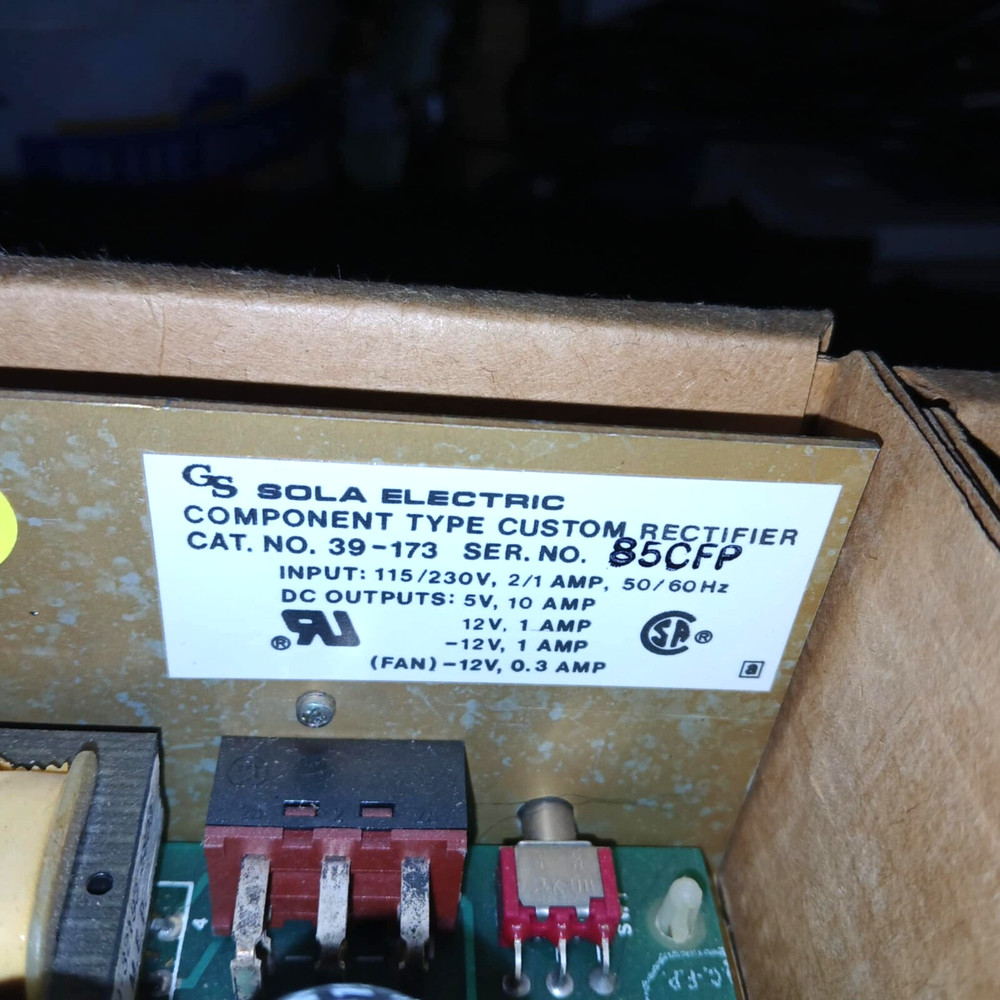 GS SOLA ELECTRIC
COMPONENT TYPE CUSTOM RECTIFIER
CAT. NO. 39-173 SER. NO. 85CFP
INPUT: 115/230V, 2/1 AMP, 50/60Hz
DC OUTPUTS: 5V, 10 AMP
12V, 1 AMP
-12V, 1 AMP
(FAN) -12V, 0.3 AMP
®
SA®
a
4